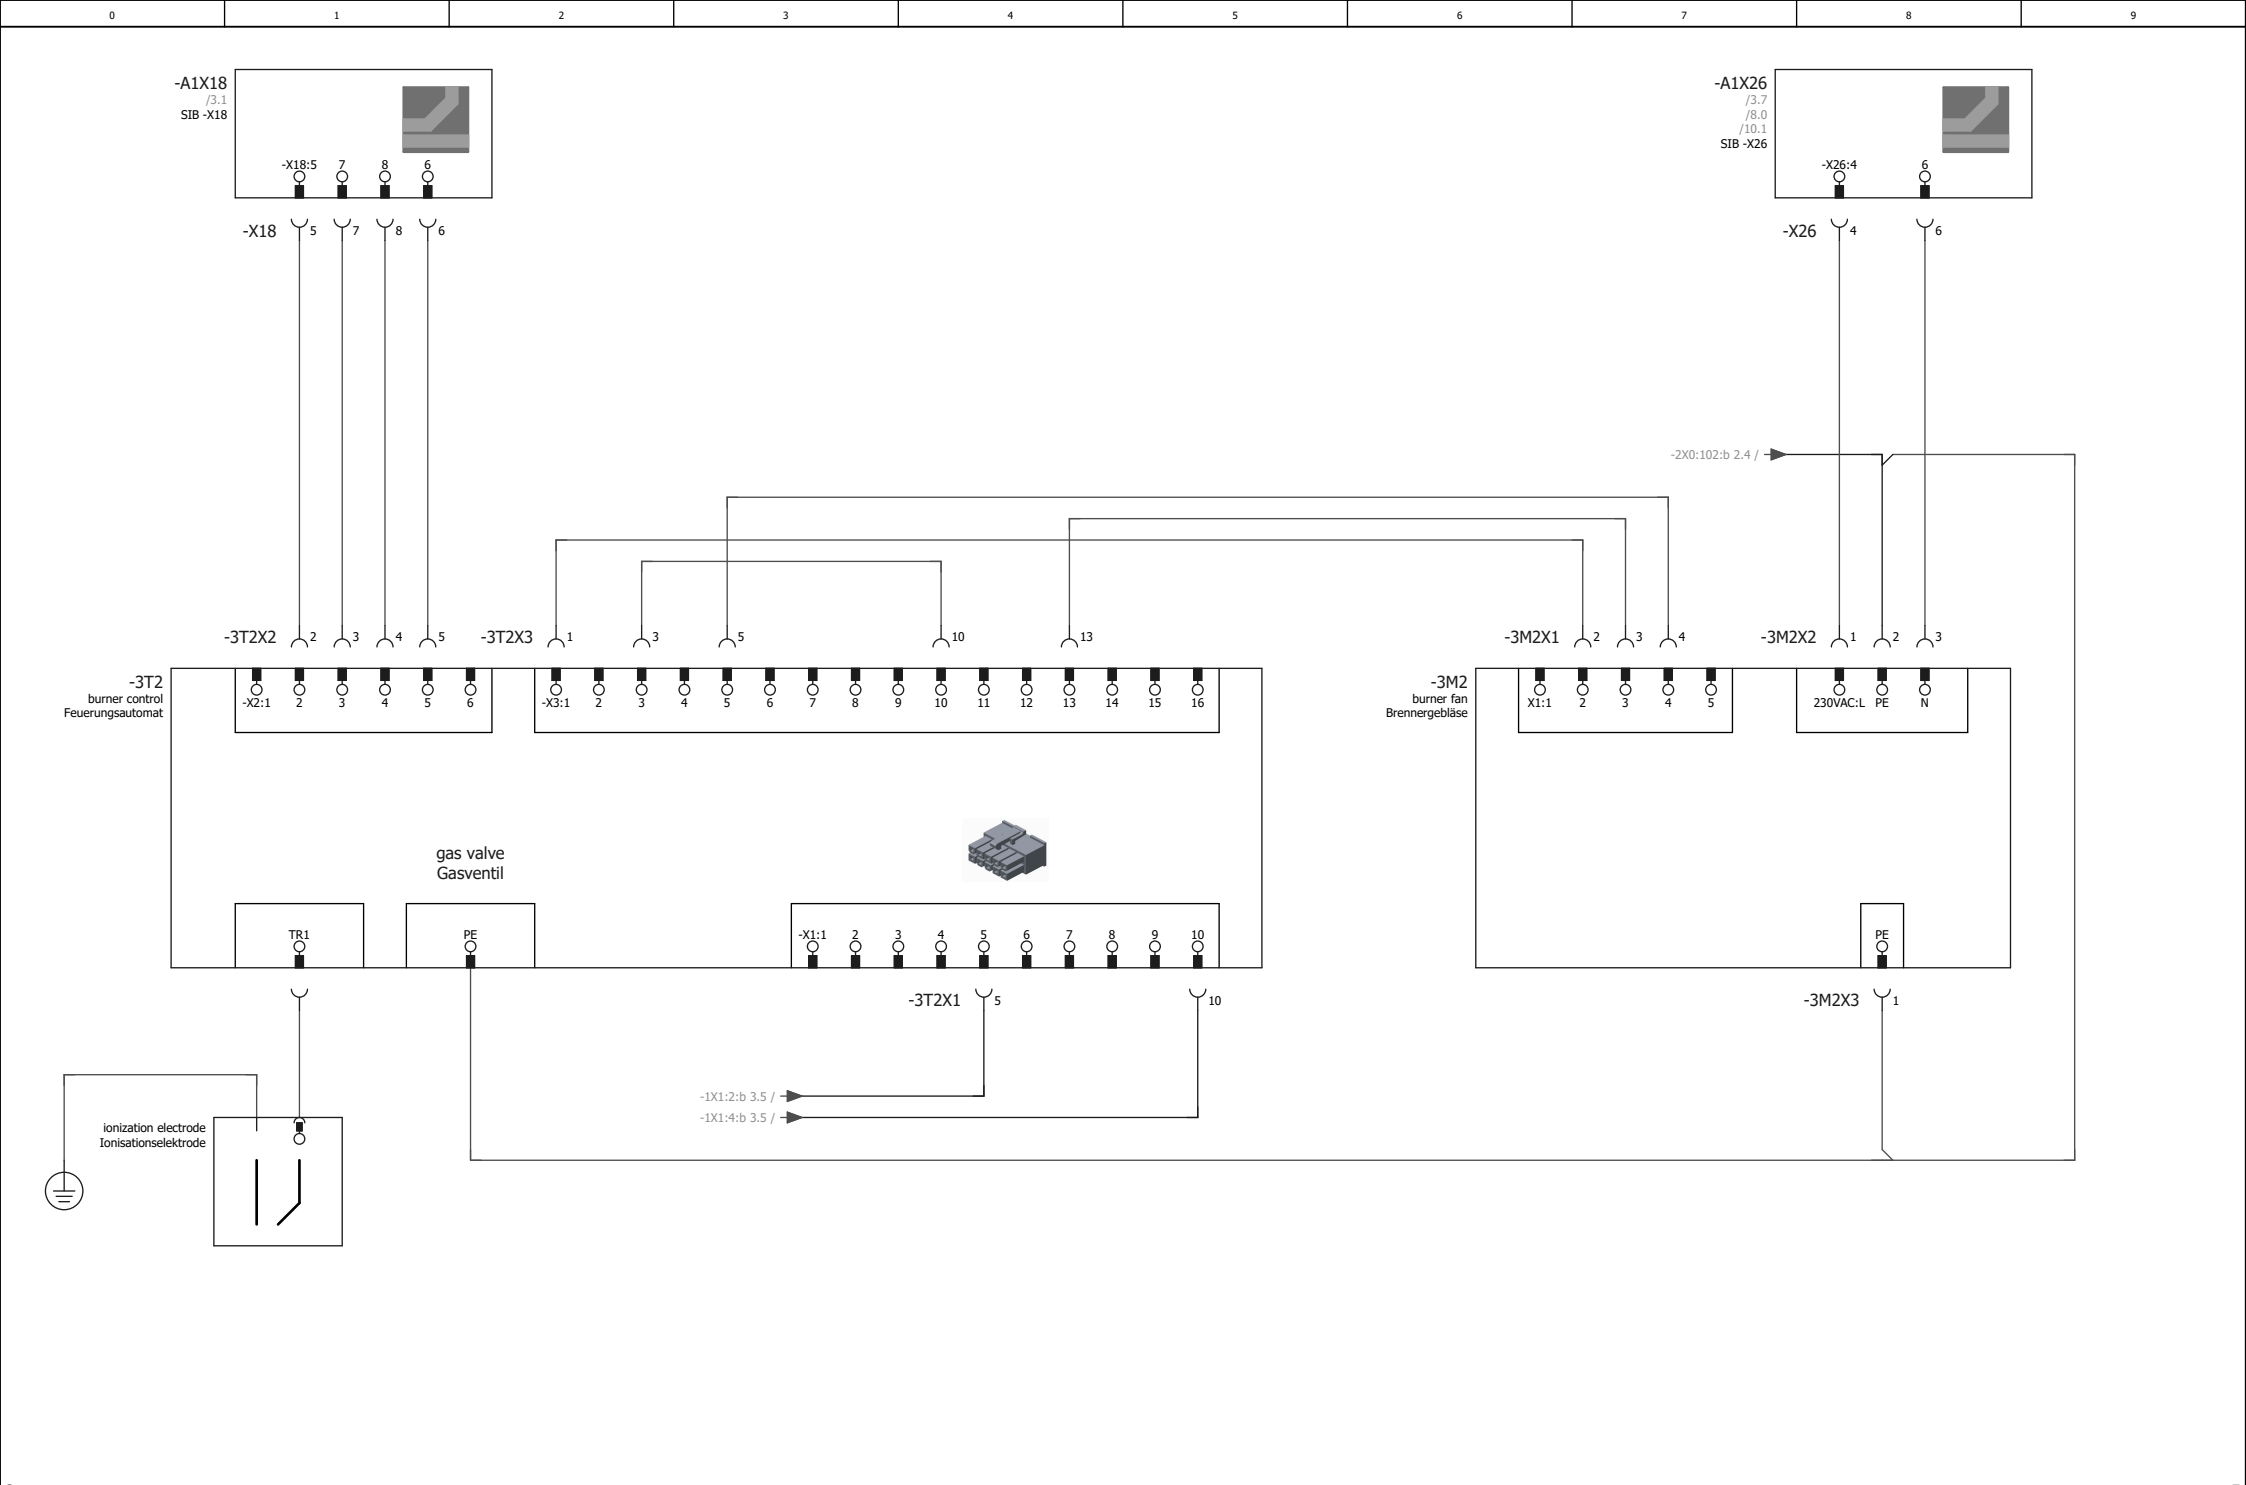 0 1 2 3 4 5 6 7 8 9
-A1X18
/3.1
SIB -X18
-X18:5 7 8 6
-X18 5 7 8 6
-A1X26
/3.7
/8.0
/10.1
SIB -X26
-X26:4 6
-X26 4 6
-2X0:102:b 2.4 /
-3T2X2 2 3 4 5
-3T2X3 1 3 5 10 13
-3M2X1 2 3 4
-3M2X2 1 2 3
-3T2
burner control
Feuerungsautomat
-X2:1 2 3 4 5 6
-X3:1 2 3 4 5 6 7 8 9 10 11 12 13 14 15 16
-3M2
burner fan
Brennergebläse
X1:1 2 3 4 5
230VAC:L PE N
gas valve
Gasventil
TR1
PE
-X1:1 2 3 4 5 6 7 8 9 10
PE
-3T2X1 5 10
-3M2X3 1
-1X1:2:b 3.5 /
-1X1:4:b 3.5 /
ionization electrode
Ionisationselektrode